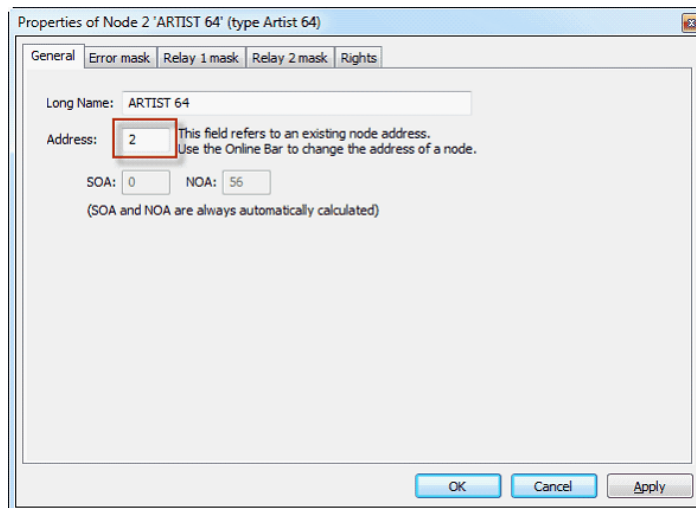 Properties of Node 2 'ARTIST 64' (type Artist 64)
General Error mask Relay 1 mask Relay 2 mask Rights
Long Name: ARTIST 64
Address: 2 This field refers to an existing node address.
Use the Online Bar to change the address of a node.
SOA: 0 NOA: 56
(SOA and NOA are always automatically calculated)
OK Cancel Apply